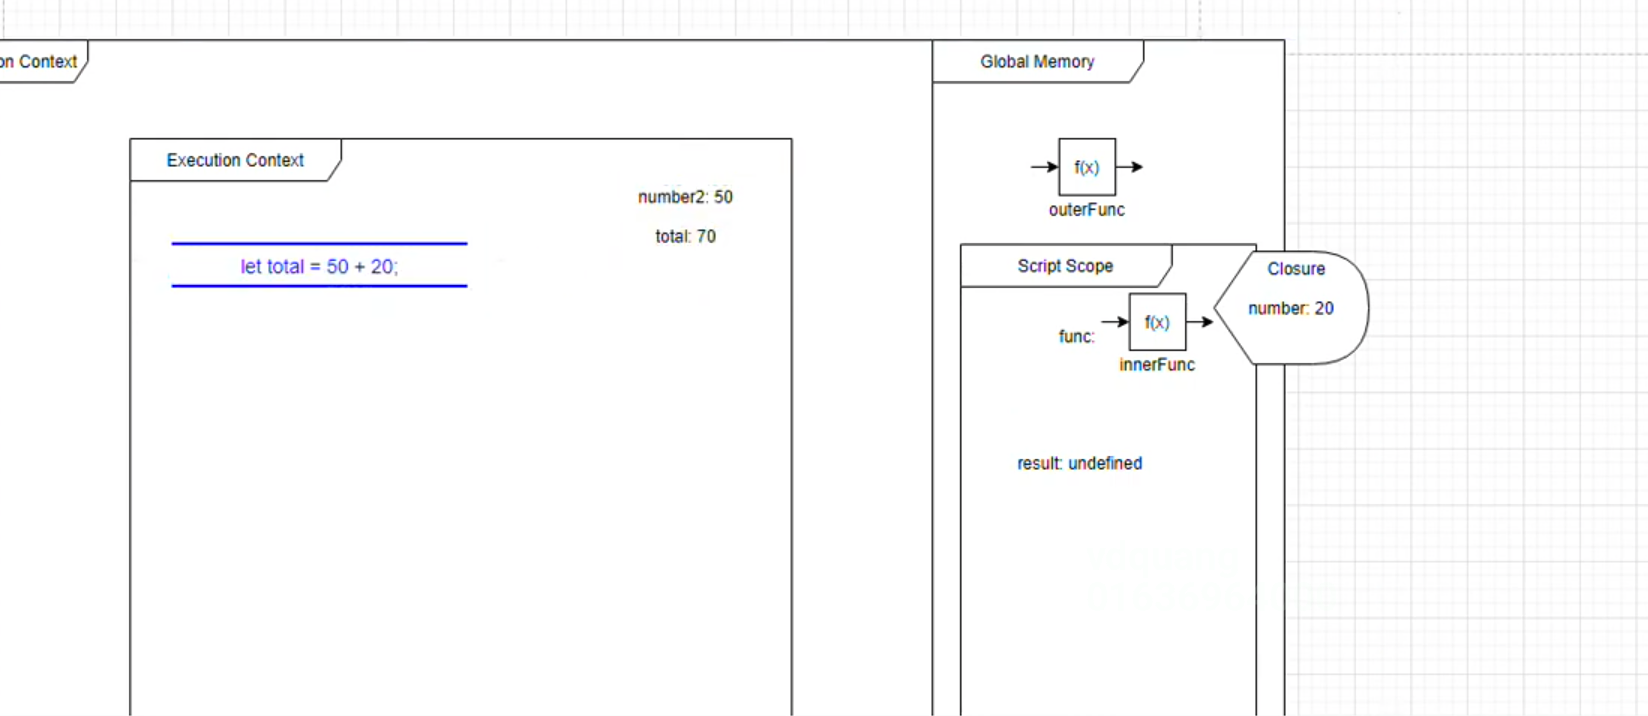 on Context
Global Memory
Execution Context
f(x)
number2: 50
outerFunc
total: 70
let total = 50 + 20;
Script Scope
Closure
number: 20
f(x)
func:
innerFunc
result: undefined